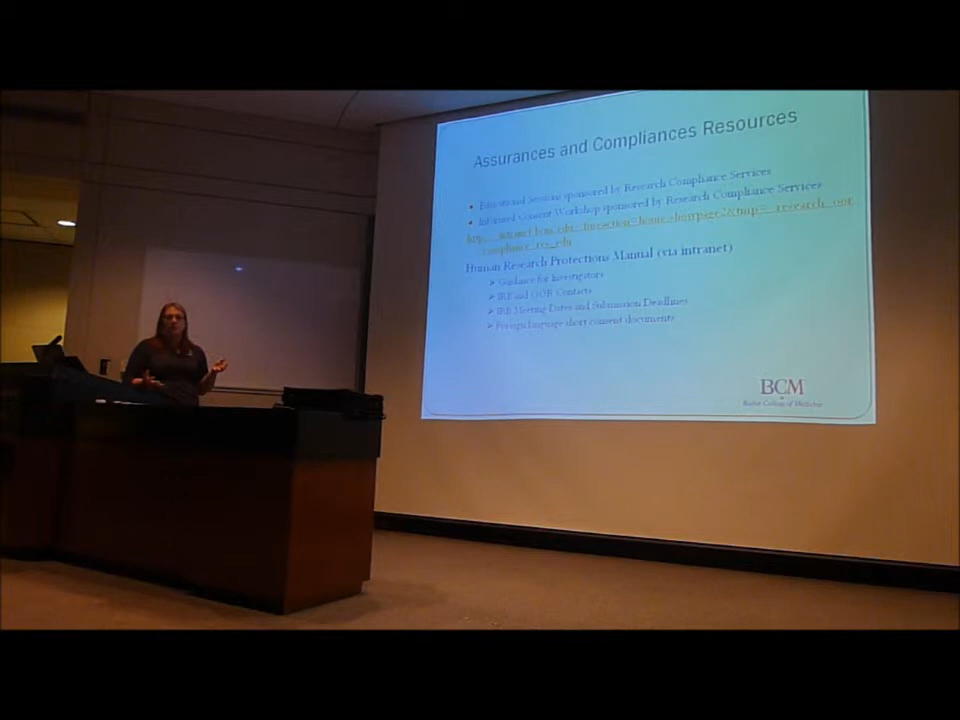 Assurances and Compliances Resources
Educational Sessions sponsored by Research Compliance Services
Informed Consent Workshop sponsored by Research Compliance Services
Human Research Protections Manual (via intranet)
➢ Guidance for Investigators
➢ IRB and Contacts
➢ IRB Meeting Dates and Submission Deadlines
➢ Foreign language short consent documents
BCM
Baylor College of Medicine